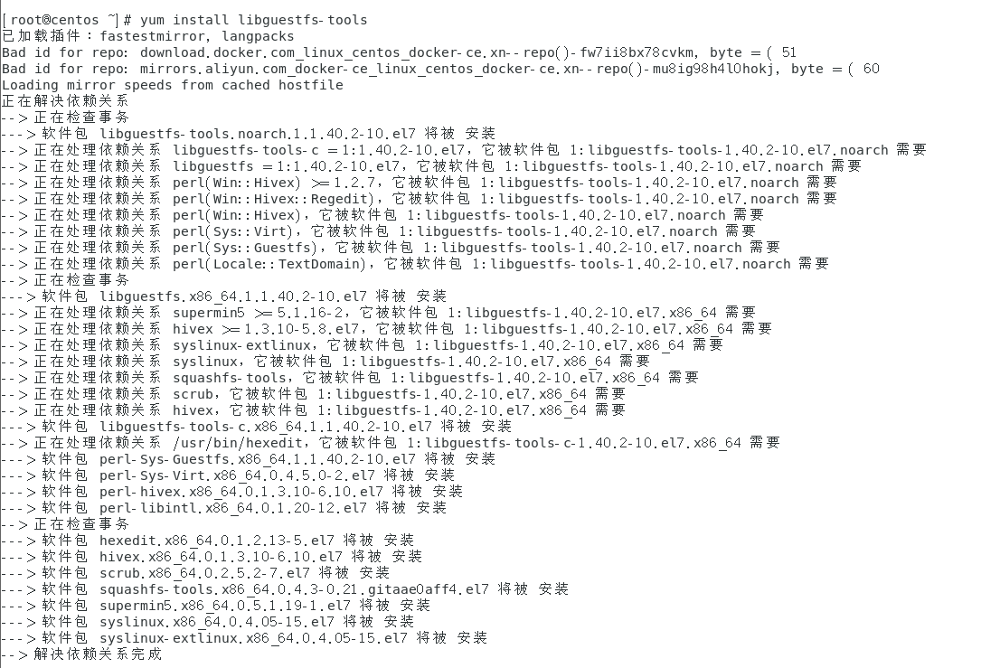 [root@centos ~]# yum install libguestfs-tools
已加载插件：fastestmirror, langpacks
Bad id for repo: download.docker.com_linux_centos_docker-ce.xn--repo()-fw7ii8bx78cvkm, byte = ( 51
Bad id for repo: mirrors.aliyun.com_docker-ce_linux_centos_docker-ce.xn--repo()-mu8ig98h4l0hokj, byte = ( 60
Loading mirror speeds from cached hostfile
正在解决依赖关系
--> 正在检查事务
---> 软件包 libguestfs-tools.noarch.1.1.40.2-10.el7 将被 安装
--> 正在处理依赖关系 libguestfs-tools-c = 1:1.40.2-10.el7，它被软件包 1:libguestfs-tools-1.40.2-10.el7.noarch 需要
--> 正在处理依赖关系 libguestfs = 1:1.40.2-10.el7，它被软件包 1:libguestfs-tools-1.40.2-10.el7.noarch 需要
--> 正在处理依赖关系 perl(Win::Hivex) >= 1.2.7，它被软件包 1:libguestfs-tools-1.40.2-10.el7.noarch 需要
--> 正在处理依赖关系 perl(Win::Hivex::Regedit)，它被软件包 1:libguestfs-tools-1.40.2-10.el7.noarch 需要
--> 正在处理依赖关系 perl(Win::Hivex)，它被软件包 1:libguestfs-tools-1.40.2-10.el7.noarch 需要
--> 正在处理依赖关系 perl(Sys::Virt)，它被软件包 1:libguestfs-tools-1.40.2-10.el7.noarch 需要
--> 正在处理依赖关系 perl(Sys::Guestfs)，它被软件包 1:libguestfs-tools-1.40.2-10.el7.noarch 需要
--> 正在处理依赖关系 perl(Locale::TextDomain)，它被软件包 1:libguestfs-tools-1.40.2-10.el7.noarch 需要
--> 正在检查事务
---> 软件包 libguestfs.x86_64.1.1.40.2-10.el7 将被 安装
--> 正在处理依赖关系 supermin5 >= 5.1.16-2，它被软件包 1:libguestfs-1.40.2-10.el7.x86_64 需要
--> 正在处理依赖关系 hivex >= 1.3.10-5.8.el7，它被软件包 1:libguestfs-1.40.2-10.el7.x86_64 需要
--> 正在处理依赖关系 syslinux-extlinux，它被软件包 1:libguestfs-1.40.2-10.el7.x86_64 需要
--> 正在处理依赖关系 syslinux，它被软件包 1:libguestfs-1.40.2-10.el7.x86_64 需要
--> 正在处理依赖关系 squashfs-tools，它被软件包 1:libguestfs-1.40.2-10.el7.x86_64 需要
--> 正在处理依赖关系 scrub，它被软件包 1:libguestfs-1.40.2-10.el7.x86_64 需要
--> 正在处理依赖关系 hivex，它被软件包 1:libguestfs-1.40.2-10.el7.x86_64 需要
---> 软件包 libguestfs-tools-c.x86_64.1.1.40.2-10.el7 将被 安装
--> 正在处理依赖关系 /usr/bin/hexedit，它被软件包 1:libguestfs-tools-c-1.40.2-10.el7.x86_64 需要
---> 软件包 perl-Sys-Guestfs.x86_64.1.1.40.2-10.el7 将被 安装
---> 软件包 perl-Sys-Virt.x86_64.0.4.5.0-2.el7 将被 安装
---> 软件包 perl-hivex.x86_64.0.1.3.10-6.10.el7 将被 安装
---> 软件包 perl-libintl.x86_64.0.1.20-12.el7 将被 安装
--> 正在检查事务
---> 软件包 hexedit.x86_64.0.1.2.13-5.el7 将被 安装
---> 软件包 hivex.x86_64.0.1.3.10-6.10.el7 将被 安装
---> 软件包 scrub.x86_64.0.2.5.2-7.el7 将被 安装
---> 软件包 squashfs-tools.x86_64.0.4.3-0.21.gitaae0aff4.el7 将被 安装
---> 软件包 supermin5.x86_64.0.5.1.19-1.el7 将被 安装
---> 软件包 syslinux.x86_64.0.4.05-15.el7 将被 安装
---> 软件包 syslinux-extlinux.x86_64.0.4.05-15.el7 将被 安装
--> 解决依赖关系完成